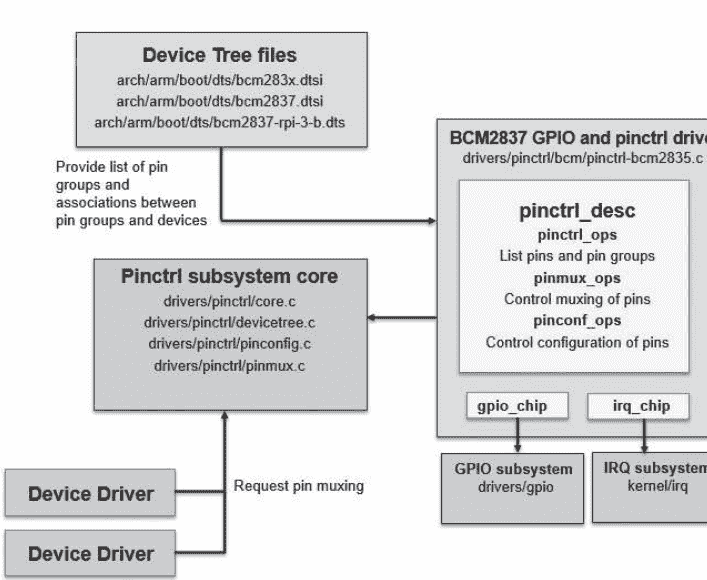 Device Tree files
arch/arm/boot/dts/bcm283x.dtsi
arch/arm/boot/dts/bcm2837.dtsi
arch/arm/boot/dts/bcm2837-rpi-3-b.dts
Provide list of pin
groups and
associations between
pin groups and devices
BCM2837 GPIO and pinctrl drive
drivers/pinctrl/bcm/pinctrl-bcm2835.c
pinctrl_desc
pinctrl_ops
List pins and pin groups
pinmux_ops
Control muxing of pins
pinconf_ops
Control configuration of pins
Pinctrl subsystem core
drivers/pinctrl/core.c
drivers/pinctrl/devicetree.c
drivers/pinctrl/pinconfig.c
drivers/pinctrl/pinmux.c
gpio_chip
irq_chip
GPIO subsystem
drivers/gpio
IRQ subsystem
kernel/irq
Device Driver
Request pin muxing
Device Driver